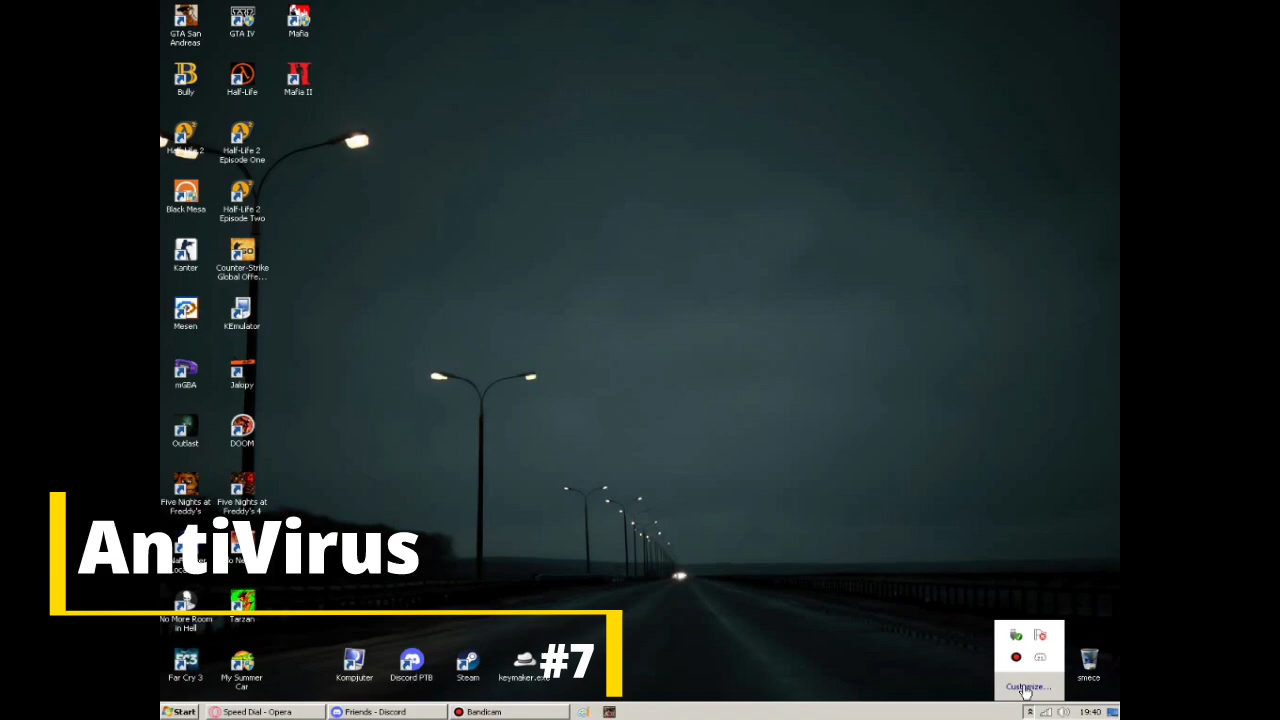 GTA San
Andreas
GTA IV
Mafia
Bully
Half-Life
Mafia II
Half-Life 2
Half-Life 2
Episode One
Black Mesa
Half-Life 2
Episode Two
Kanter
Counter-Strike
Global Offe...
Mesen
KEmulator
mGBA
Jalopy
Outlast
DOOM
Five Nights at
Freddy's
Five Nights at
Freddy's 4
AntiVirus
No More Room
in Hell
Tarzan
#7
Far Cry 3
My Summer
Car
Kompjuter
Discord PTB
Steam
keymaker.exe
smece
Customize...
Start
Speed Dial - Opera
Friends - Discord
Bandicam
19:40